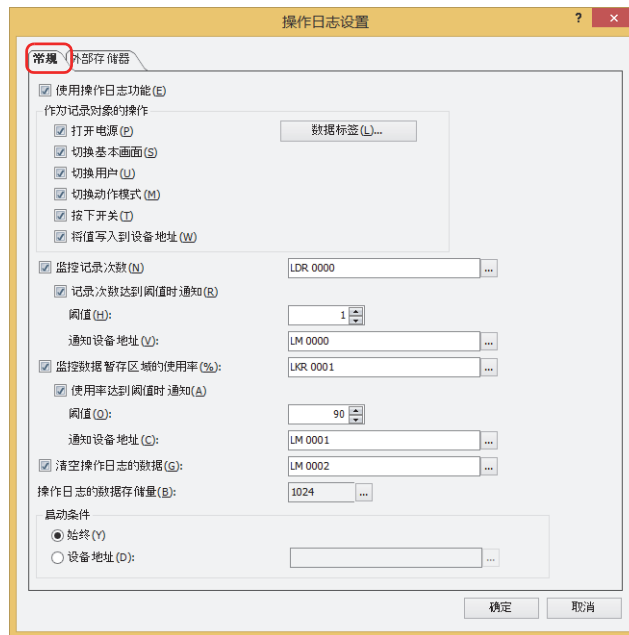 操作日志设置
? ×
常规 外部存储器
使用操作日志功能(E)
作为记录对象的操作
打开电源(P) 数据标签(L)...
切换基本画面(S)
切换用户(U)
切换动作模式(M)
按下开关(T)
将值写入到设备地址(W)
监控记录次数(N) LDR 0000 ...
记录次数达到阈值时通知(R)
阈值(H): 1
通知设备地址(V): LM 0000 ...
监控数据暂存区域的使用率(%): LKR 0001 ...
使用率达到阈值时通知(A)
阈值(O): 90
通知设备地址(C): LM 0001 ...
清空操作日志的数据(G): LM 0002 ...
操作日志的数据存储量(B): 1024 ...
启动条件
始终(Y)
设备地址(D): ...
确定 取消